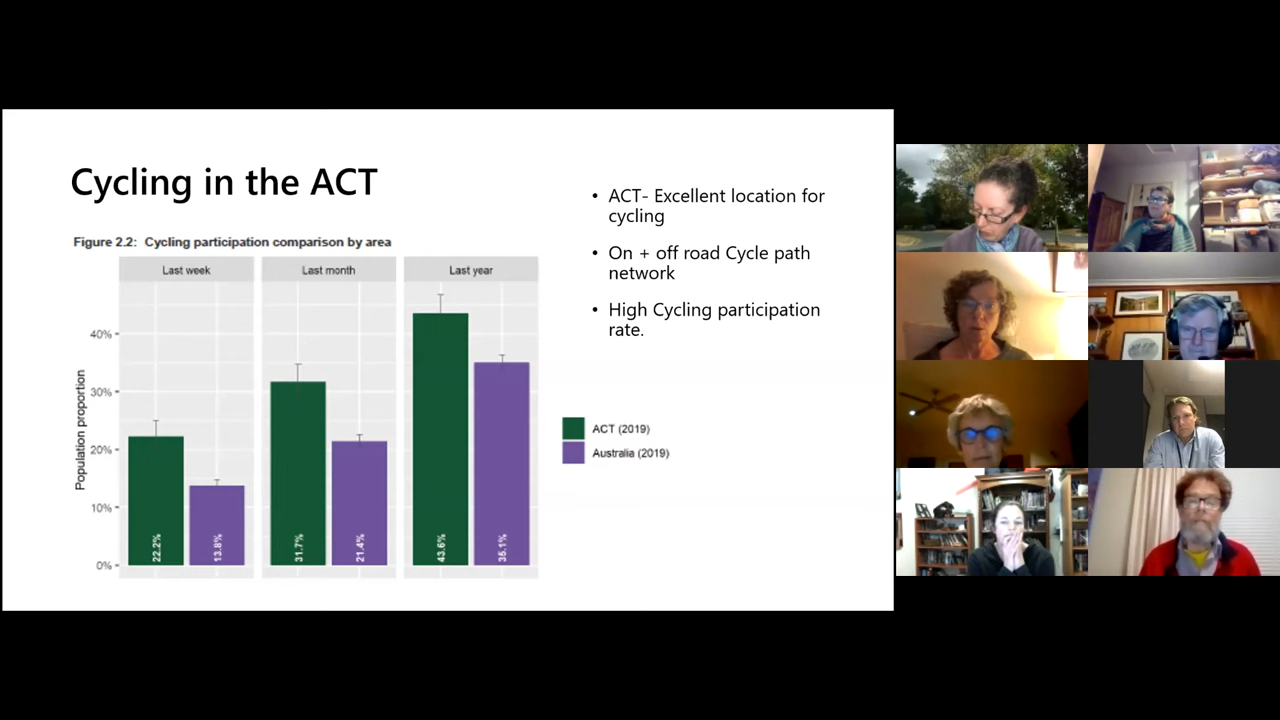 Cycling in the ACT
Figure 2.2: Cycling participation comparison by area
Last week
Last month
Last year
Population proportion
40%
30%
20%
10%
0%
22.2%
13.8%
31.7%
21.4%
43.6%
35.1%
ACT (2019)
Australia (2019)
• ACT- Excellent location for
cycling
• On + off road Cycle path
network
• High Cycling participation
rate.